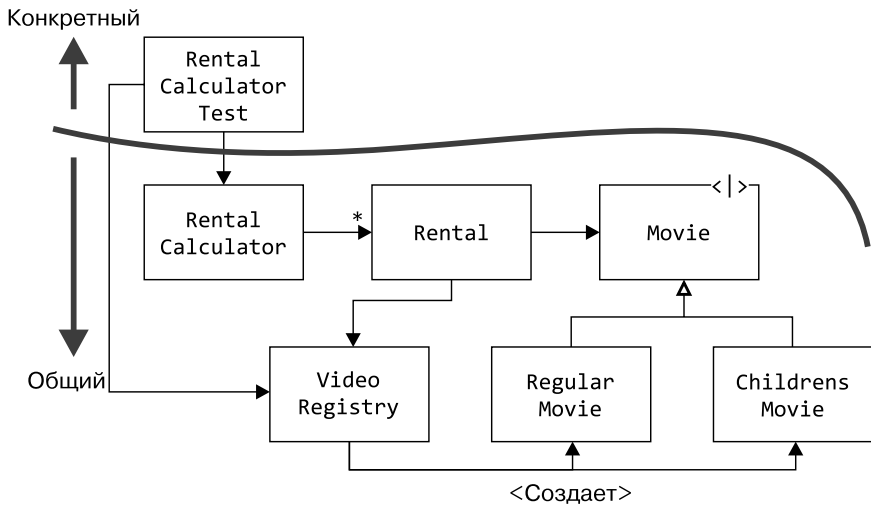 Конкретный
Rental
Calculator
Test
Rental
Calculator
*
Rental
<|>
Movie
Общий
Video
Registry
Regular
Movie
Childrens
Movie
<Создает>